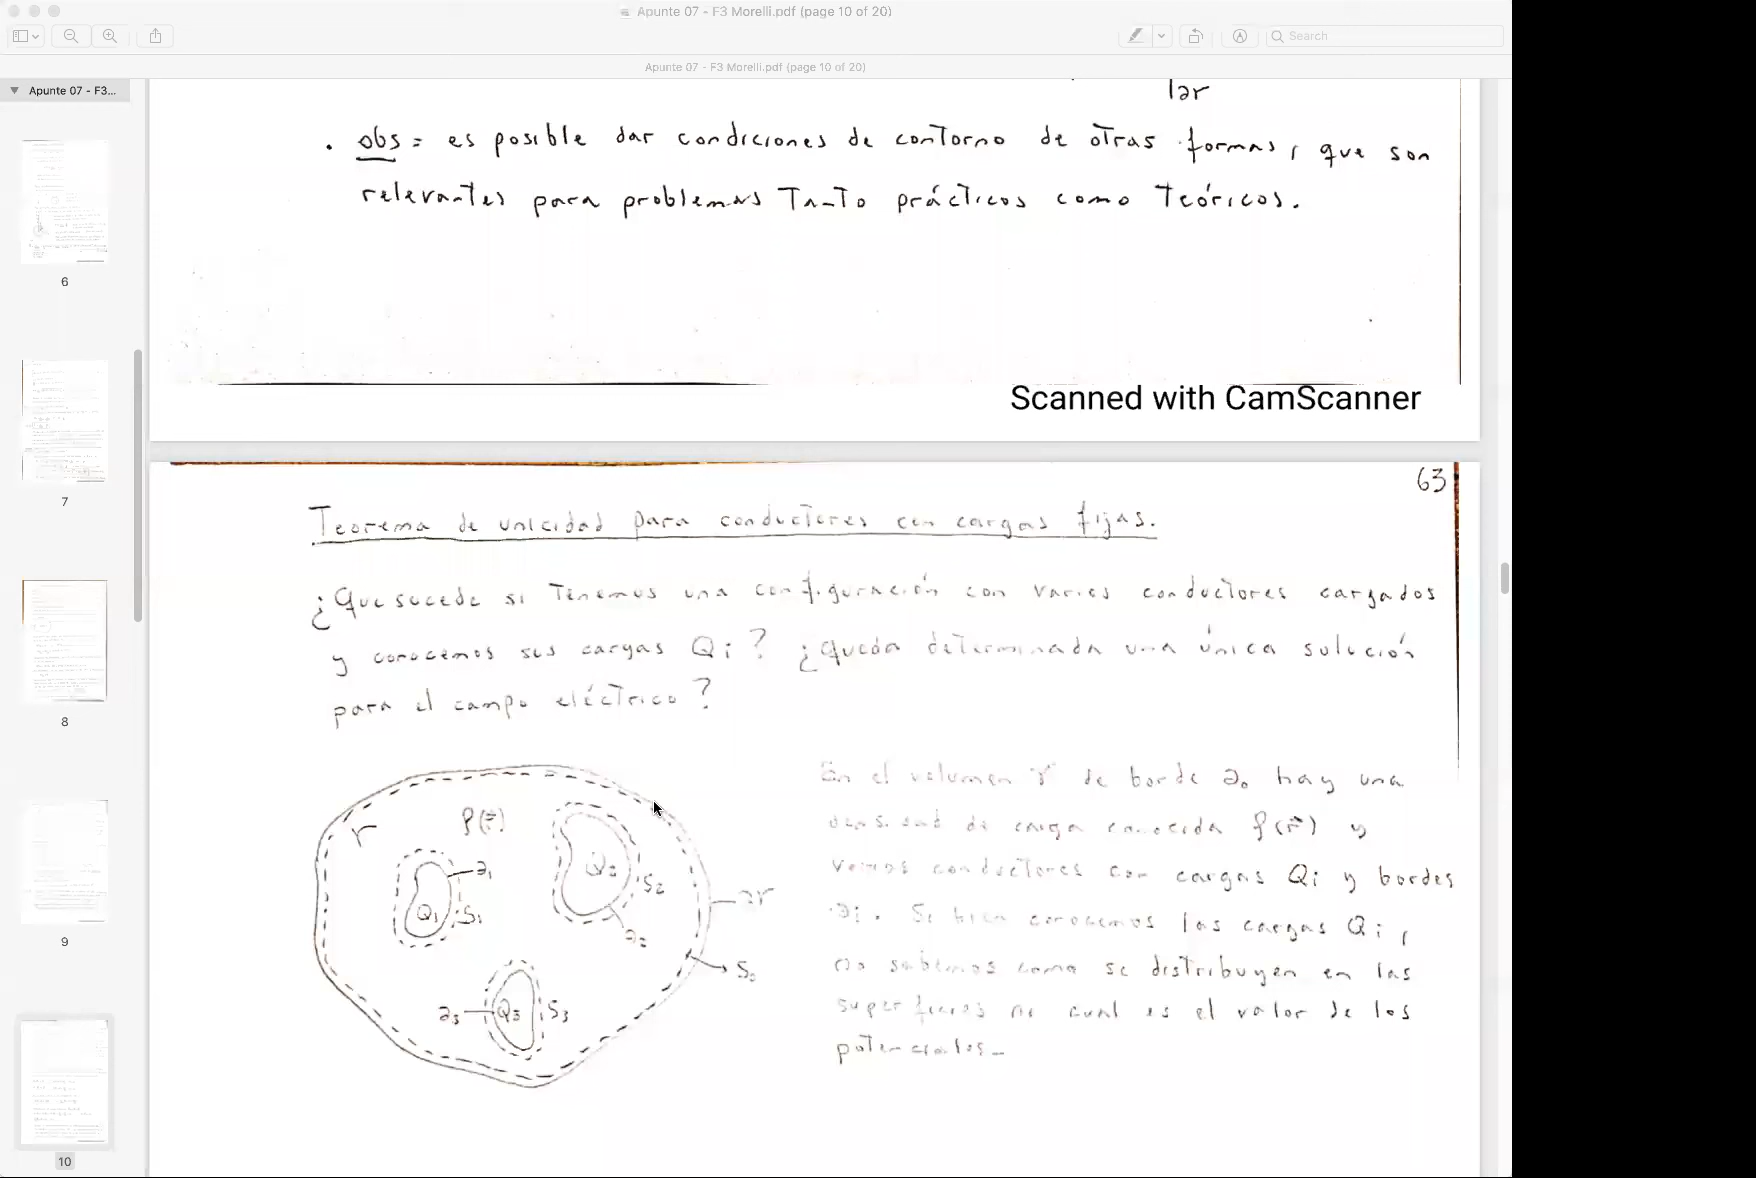 Apunte 07 - F3 Morelli.pdf (page 10 of 20)
Search
Apunte 07 - F3 Morelli.pdf (page 10 of 20)
Apunte 07 - F3...
6
7
8
9
10
. obs = es posible dar condiciones de contorno de otras formas, que son
relevantes para problemas Tanto prácticos como Teóricos.
Scanned with CamScanner
63
Teorema de unicidad para conductores con cargas fijas.
¿Que sucede si Tenemos una configuración con varios conductores cargados
y conocemos sus cargas Qi? ¿Queda determinada una única solución
para el campo eléctrico?
ρ(r⃗)
∂1
Q1
S1
Q2
S2
∂2
∂3
Q3
S3
S0
En el volumen V de borde ∂0 hay una
densidad de carga conocida ρ(r⃗) y
varios conductores con cargas Qi y bordes
∂i. Si bien conocemos las cargas Qi,
no sabemos como se distribuyen en las
superficies ni cual es el valor de los
potenciales-